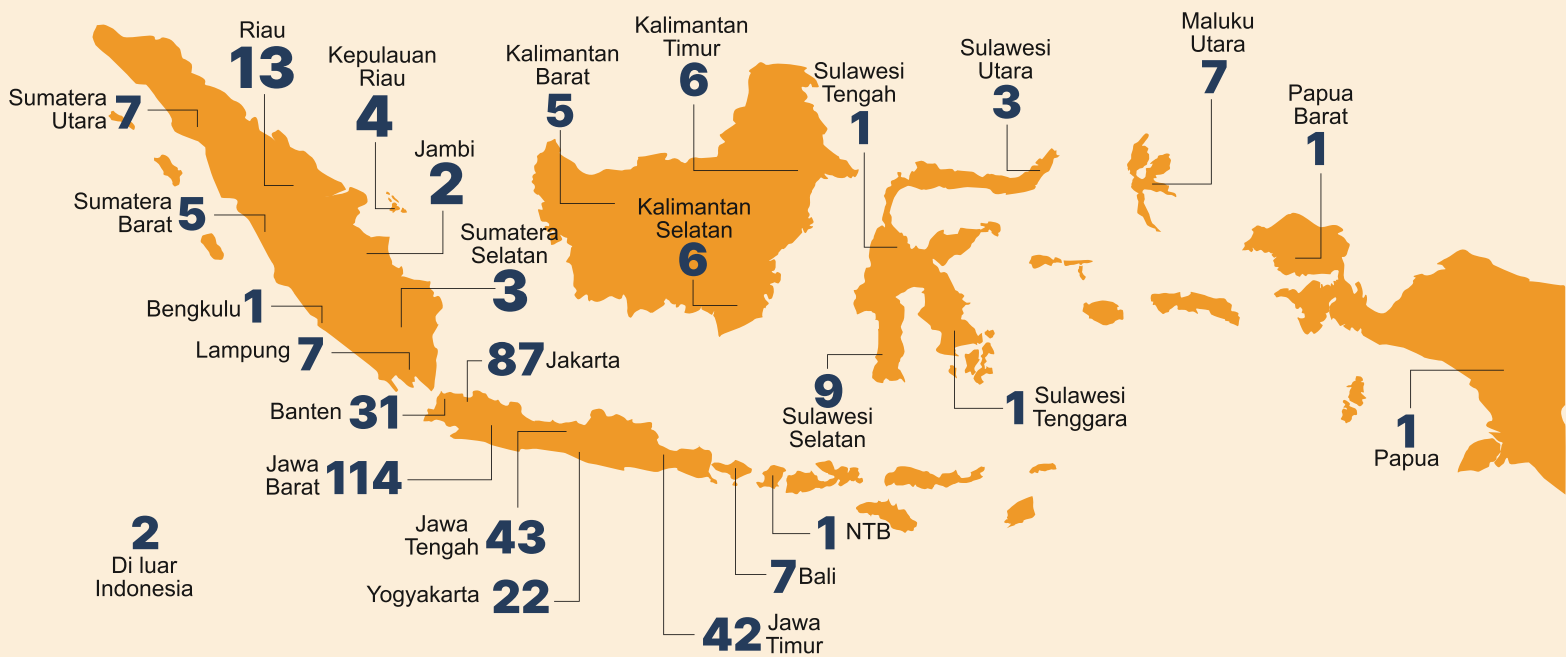 Riau
13
Kepulauan
Riau
4
Sumatera
Utara 7
Jambi
2
Sumatera
Barat 5
Sumatera
Selatan
3
Bengkulu 1
Lampung 7
87 Jakarta
Banten 31
Jawa
Barat 114
Jawa
Tengah 43
Yogyakarta 22
42 Jawa
Timur
7 Bali
1 NTB
Kalimantan
Barat
5
Kalimantan
Timur
6
Kalimantan
Selatan
6
Sulawesi
Tengah
1
Sulawesi
Utara
3
9
Sulawesi
Selatan
1 Sulawesi
Tenggara
Maluku
Utara
7
Papua
Barat
1
1
Papua
2
Di luar
Indonesia